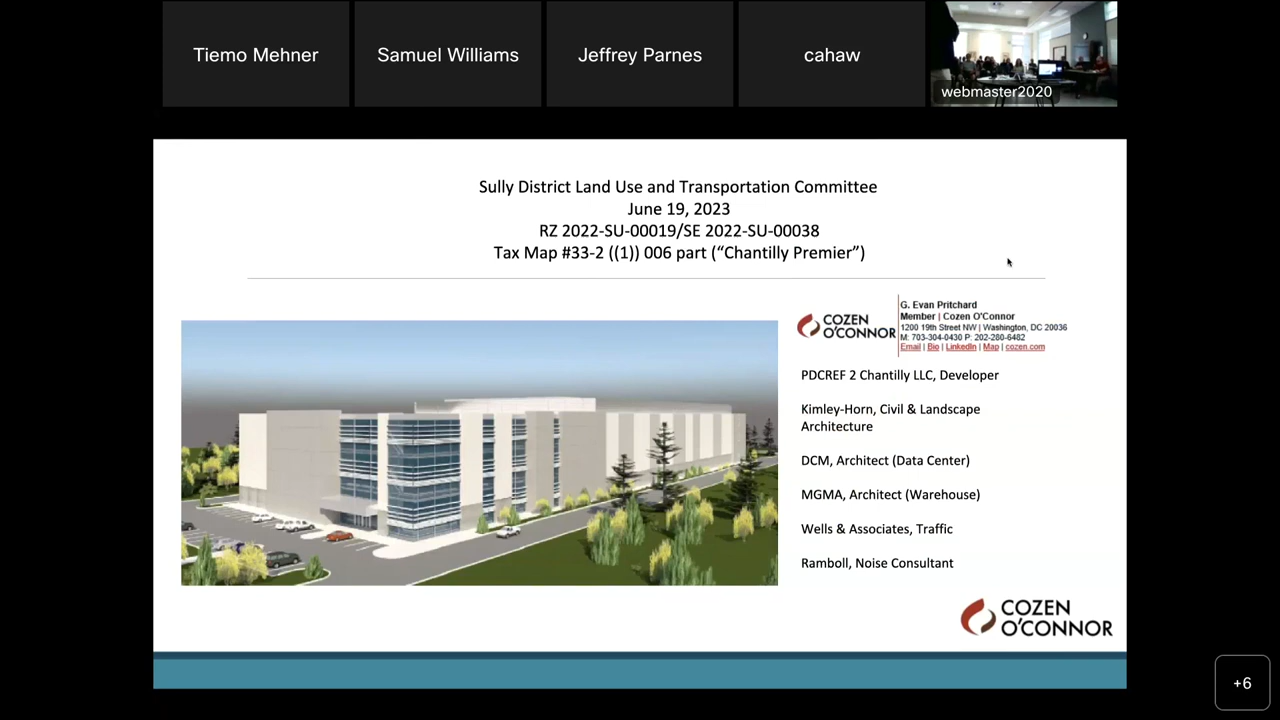 Tiemo Mehner
Samuel Williams
Jeffrey Parnes
cahaw
webmaster2020
Sully District Land Use and Transportation Committee
June 19, 2023
RZ 2022-SU-00019/SE 2022-SU-00038
Tax Map #33-2 ((1)) 006 part (“Chantilly Premier”)
COZEN
O'CONNOR
G. Evan Pritchard
Member | Cozen O'Connor
1200 19th Street NW | Washington, DC 20036
M: 703-304-0430 P: 202-280-6482
Email | Bio | LinkedIn | Map | cozen.com
PDCREF 2 Chantilly LLC, Developer
Kimley-Horn, Civil & Landscape
Architecture
DCM, Architect (Data Center)
MGMA, Architect (Warehouse)
Wells & Associates, Traffic
Ramboll, Noise Consultant
COZEN
O'CONNOR
+6